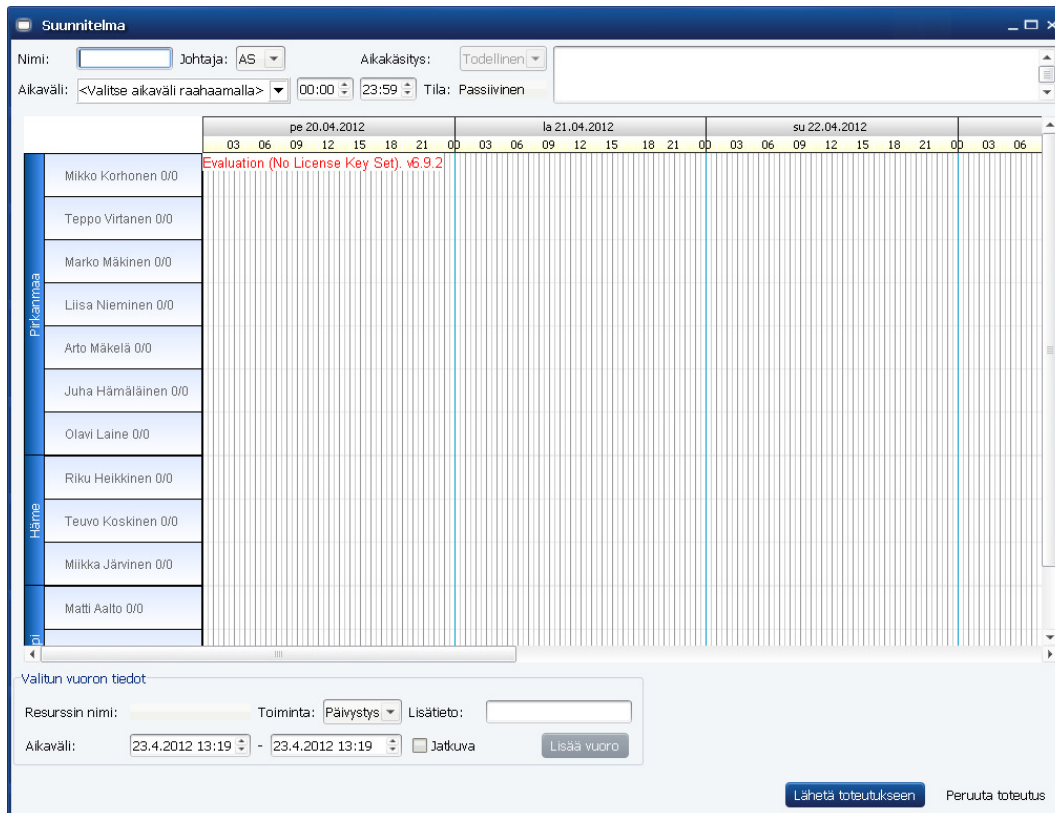 Suunnitelma
Nimi: Johtaja: AS Aikakäsitys: Todellinen
Aikaväli: <Valitse aikaväli raahaamalla> 00:00 23:59 Tila: Passiivinen
pe 20.04.2012 la 21.04.2012 su 22.04.2012
03 06 09 12 15 18 21 00 03 06 09 12 15 18 21 00 03 06 09 12 15 18 21 00 03 06
Evaluation (No License Key Set). v6.9.2
Pirkanmaa
Mikko Korhonen 0/0
Teppo Virtanen 0/0
Marko Mäkinen 0/0
Liisa Nieminen 0/0
Arto Mäkelä 0/0
Juha Hämäläinen 0/0
Olavi Laine 0/0
Häme
Riku Heikkinen 0/0
Teuvo Koskinen 0/0
Miikka Järvinen 0/0
Matti Aalto 0/0
Valitun vuoron tiedot
Resurssin nimi: Toiminta: Päivystys Lisätieto:
Aikaväli: 23.4.2012 13:19 - 23.4.2012 13:19 Jatkuva Lisää vuoro
Lähetä toteutukseen Peruuta toteutus